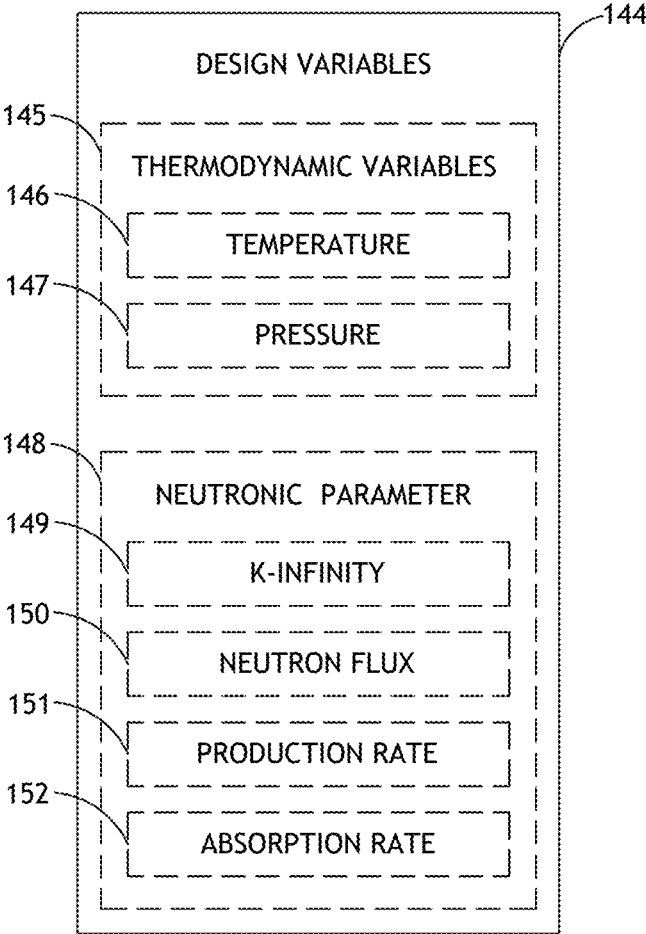 144
DESIGN VARIABLES
145
THERMODYNAMIC VARIABLES
146
TEMPERATURE
147
PRESSURE
148
NEUTRONIC PARAMETER
149
K-INFINITY
150
NEUTRON FLUX
151
PRODUCTION RATE
152
ABSORPTION RATE